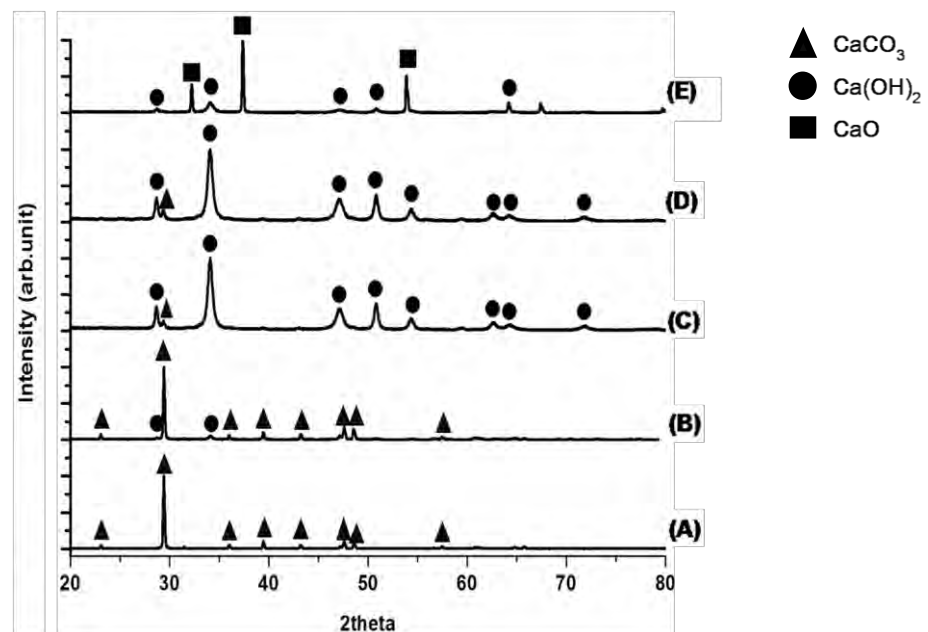 Intensity (arb.unit)
(E)
(D)
(C)
(B)
(A)
20 30 40 50 60 70 80
2theta
CaCO₃
Ca(OH)₂
CaO